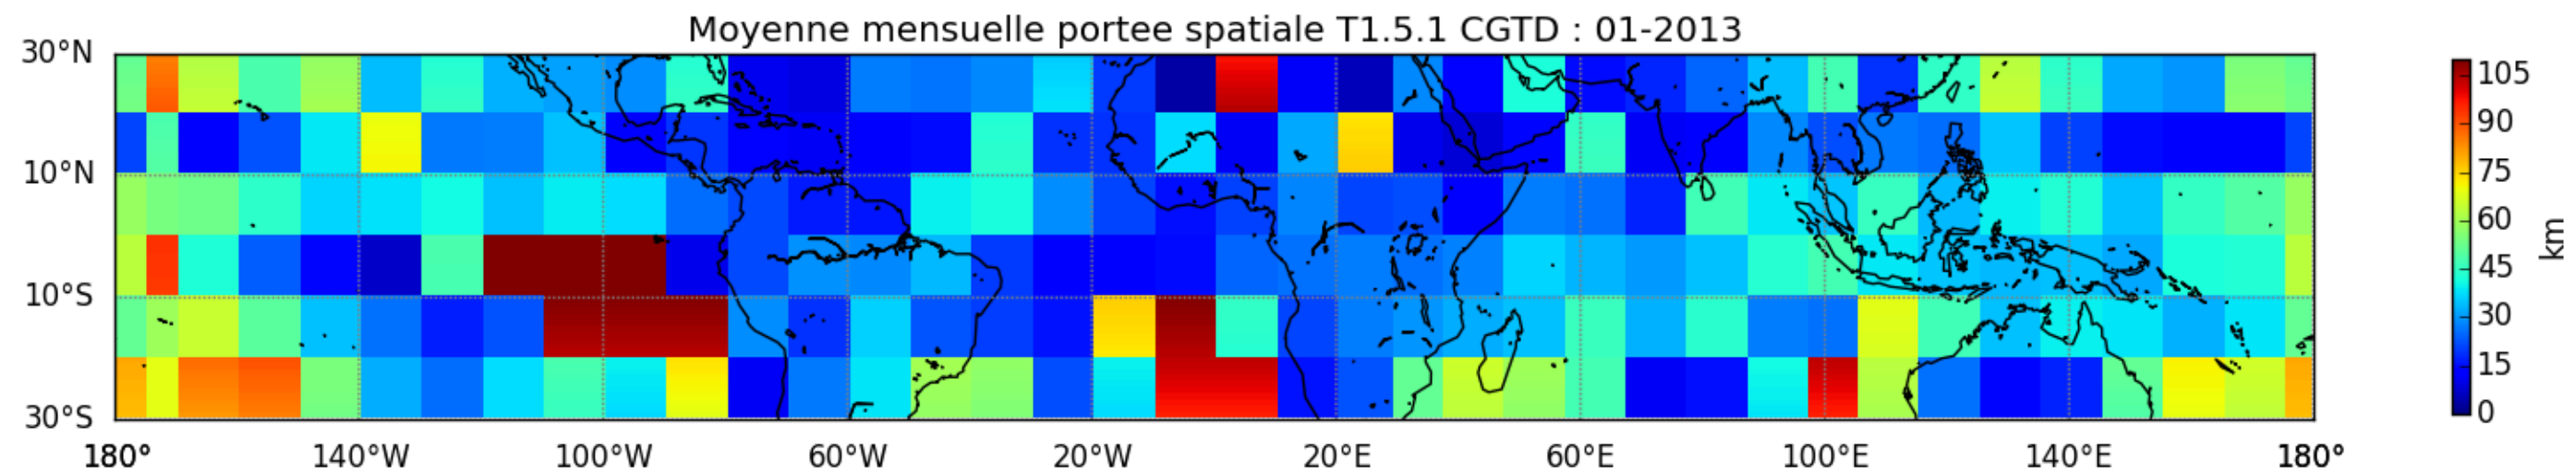 Moyenne mensuelle portee spatiale T1.5.1 CGTD : 01-2013
30°N
10°N
10°S
30°S
180° 140°W 100°W 60°W 20°W 20°E 60°E 100°E 140°E 180°
105
90
75
60
45
30
15
0
km